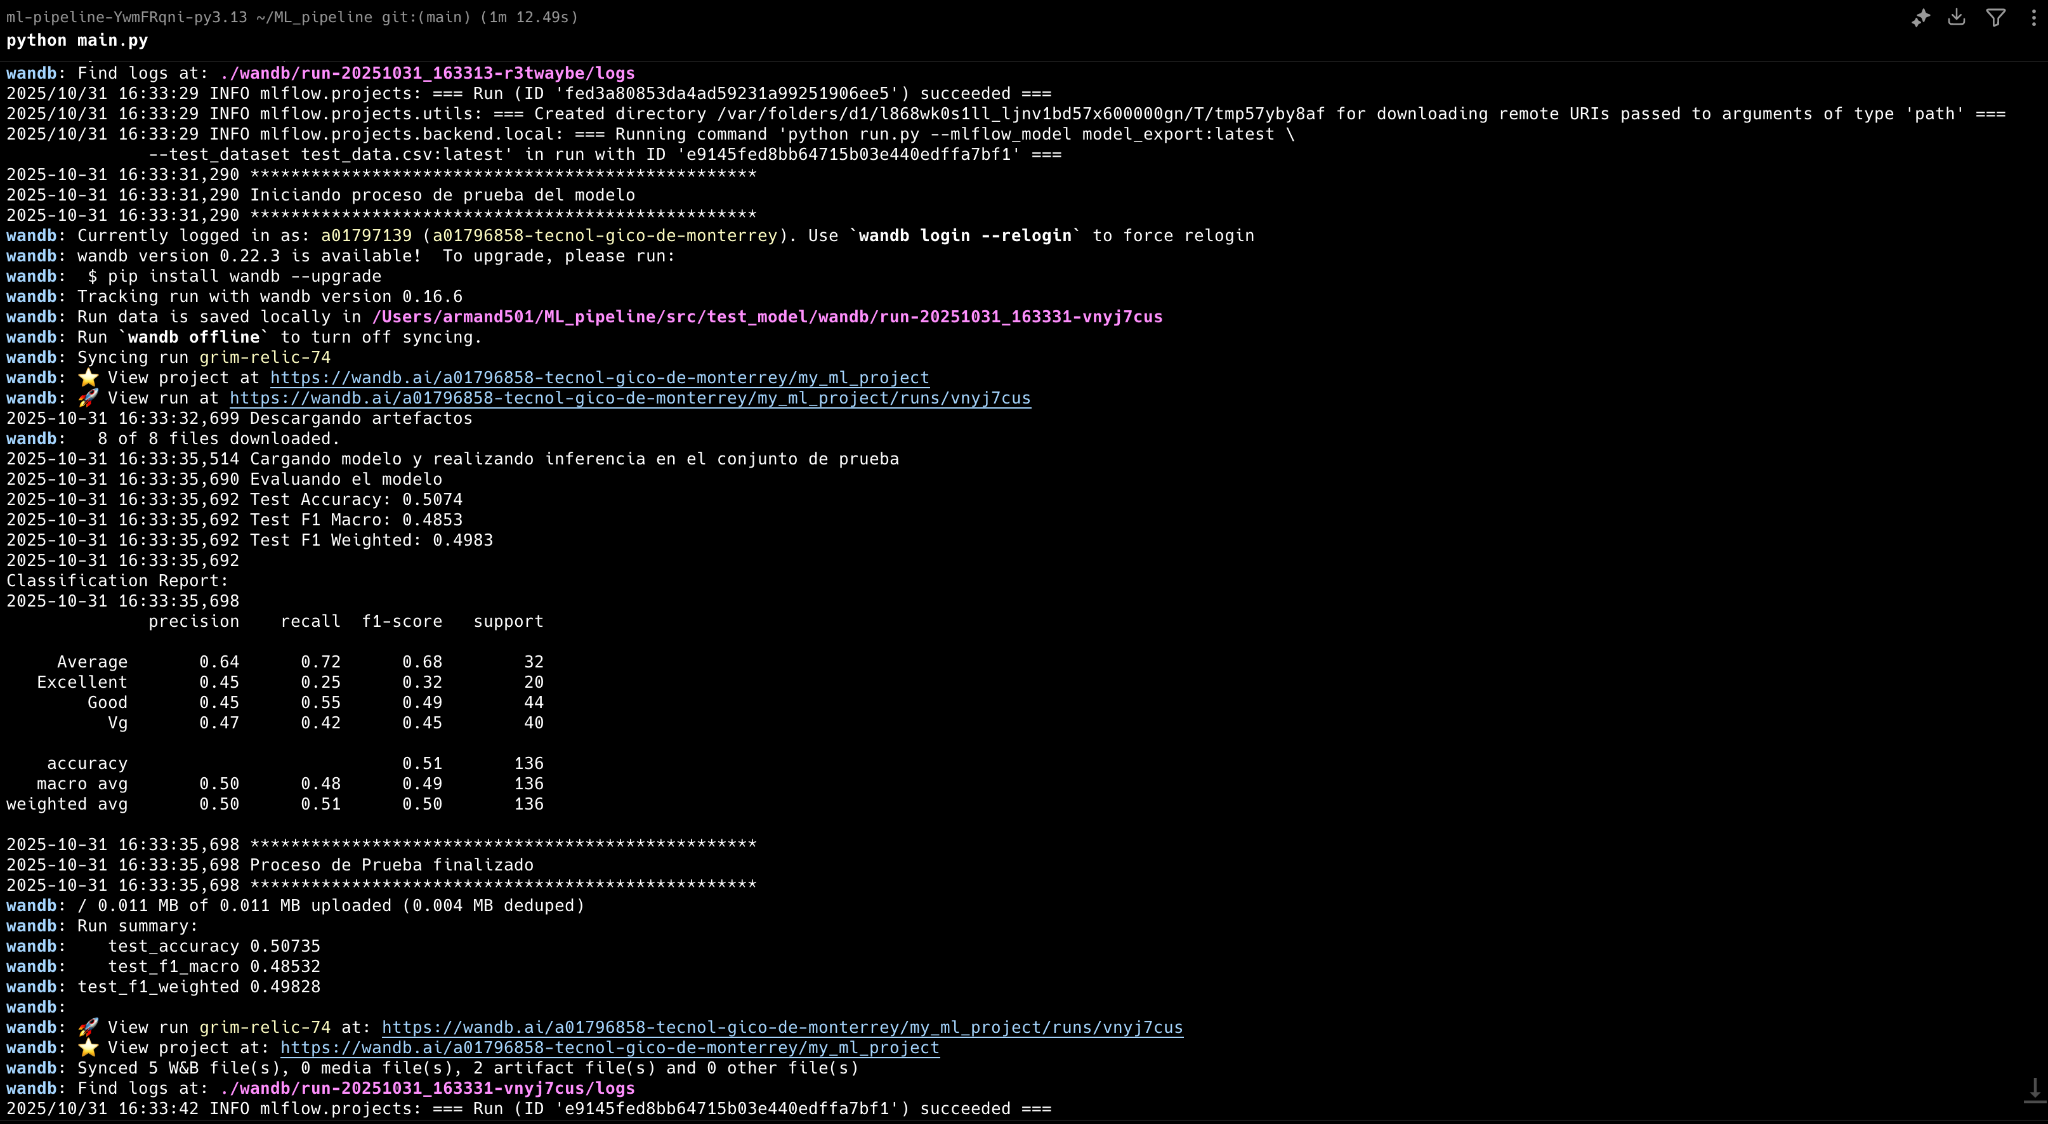 ml-pipeline-YwmFRqni-py3.13 ~/ML_pipeline git:(main) (1m 12.49s)
python main.py
wandb: Find logs at: ./wandb/run-20251031_163313-r3twaybe/logs
2025/10/31 16:33:29 INFO mlflow.projects: === Run (ID 'fed3a80853da4ad59231a99251906ee5') succeeded ===
2025/10/31 16:33:29 INFO mlflow.projects.utils: === Created directory /var/folders/d1/l868wk0s1ll_ljnv1bd57x600000gn/T/tmp57yby8af for downloading remote URIs passed to arguments of type 'path' ===
2025/10/31 16:33:29 INFO mlflow.projects.backend.local: === Running command 'python run.py --mlflow_model model_export:latest \
              --test_dataset test_data.csv:latest' in run with ID 'e9145fed8bb64715b03e440edffa7bf1' ===
2025-10-31 16:33:31,290 **************************************************
2025-10-31 16:33:31,290 Iniciando proceso de prueba del modelo
2025-10-31 16:33:31,290 **************************************************
wandb: Currently logged in as: a01797139 (a01796858-tecnol-gico-de-monterrey). Use `wandb login --relogin` to force relogin
wandb: wandb version 0.22.3 is available!  To upgrade, please run:
wandb:  $ pip install wandb --upgrade
wandb: Tracking run with wandb version 0.16.6
wandb: Run data is saved locally in /Users/armand501/ML_pipeline/src/test_model/wandb/run-20251031_163331-vnyj7cus
wandb: Run `wandb offline` to turn off syncing.
wandb: Syncing run grim-relic-74
wandb: ⭐ View project at https://wandb.ai/a01796858-tecnol-gico-de-monterrey/my_ml_project
wandb: 🚀 View run at https://wandb.ai/a01796858-tecnol-gico-de-monterrey/my_ml_project/runs/vnyj7cus
2025-10-31 16:33:32,699 Descargando artefactos
wandb:   8 of 8 files downloaded.
2025-10-31 16:33:35,514 Cargando modelo y realizando inferencia en el conjunto de prueba
2025-10-31 16:33:35,690 Evaluando el modelo
2025-10-31 16:33:35,692 Test Accuracy: 0.5074
2025-10-31 16:33:35,692 Test F1 Macro: 0.4853
2025-10-31 16:33:35,692 Test F1 Weighted: 0.4983
2025-10-31 16:33:35,692
Classification Report:
2025-10-31 16:33:35,698
              precision    recall  f1-score   support
     Average       0.64      0.72      0.68        32
   Excellent       0.45      0.25      0.32        20
        Good       0.45      0.55      0.49        44
          Vg       0.47      0.42      0.45        40
    accuracy                           0.51       136
   macro avg       0.50      0.48      0.49       136
weighted avg       0.50      0.51      0.50       136
2025-10-31 16:33:35,698 **************************************************
2025-10-31 16:33:35,698 Proceso de Prueba finalizado
2025-10-31 16:33:35,698 **************************************************
wandb: / 0.011 MB of 0.011 MB uploaded (0.004 MB deduped)
wandb: Run summary:
wandb:    test_accuracy 0.50735
wandb:    test_f1_macro 0.48532
wandb: test_f1_weighted 0.49828
wandb:
wandb: 🚀 View run grim-relic-74 at: https://wandb.ai/a01796858-tecnol-gico-de-monterrey/my_ml_project/runs/vnyj7cus
wandb: ⭐ View project at: https://wandb.ai/a01796858-tecnol-gico-de-monterrey/my_ml_project
wandb: Synced 5 W&B file(s), 0 media file(s), 2 artifact file(s) and 0 other file(s)
wandb: Find logs at: ./wandb/run-20251031_163331-vnyj7cus/logs
2025/10/31 16:33:42 INFO mlflow.projects: === Run (ID 'e9145fed8bb64715b03e440edffa7bf1') succeeded ===